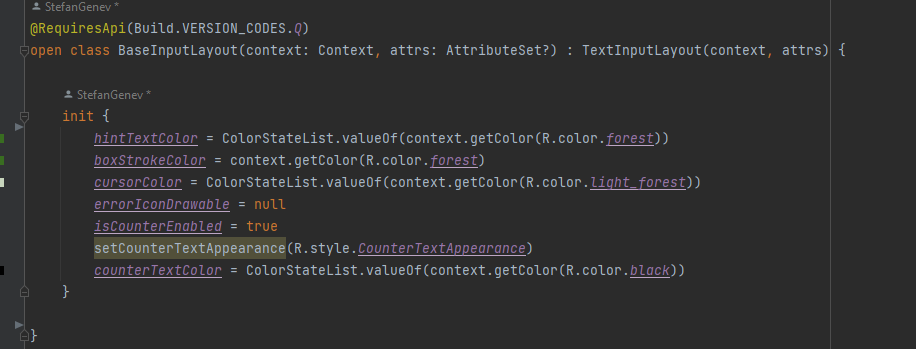 StefanGenev *
@RequiresApi(Build.VERSION_CODES.Q)
open class BaseInputLayout(context: Context, attrs: AttributeSet?) : TextInputLayout(context, attrs) {
StefanGenev *
init {
hintTextColor = ColorStateList.valueOf(context.getColor(R.color.forest))
boxStrokeColor = context.getColor(R.color.forest)
cursorColor = ColorStateList.valueOf(context.getColor(R.color.light_forest))
errorIconDrawable = null
isCounterEnabled = true
setCounterTextAppearance(R.style.CounterTextAppearance)
counterTextColor = ColorStateList.valueOf(context.getColor(R.color.black))
}
}